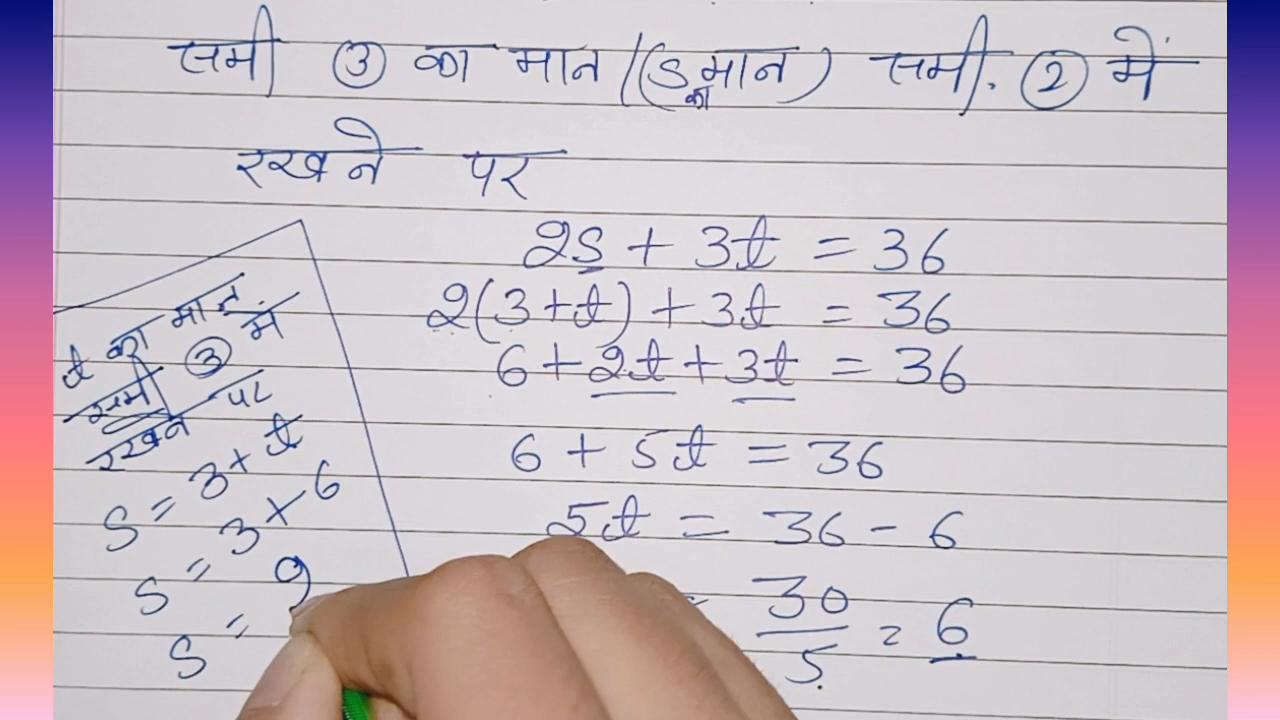 समी ③ का मान / (S का मान) समी. ② में
रखने पर
2s + 3t = 36
2(3+t) + 3t = 36
6 + 2t + 3t = 36
6 + 5t = 36
5t = 36 - 6
= 30/5 = 6
t का मान
समी ③ में
रखने पर
S = 3 + t
S = 3 + 6
S = 9